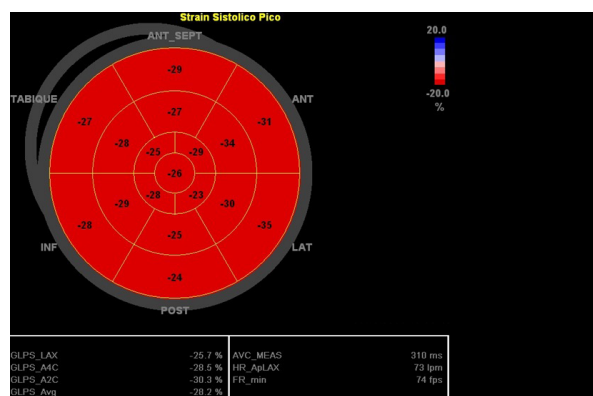 Strain Sistolico Pico
20.0
ANT_SEPT
-29
TABIQUE
ANT
-20.0
%
-27
-27
-31
-28
-34
-25
-29
-26
-28
-23
-29
-30
-28
-35
-25
INF
LAT
-24
POST
GLPS_LAX -25.7 % AVC_MEAS 310 ms
GLPS_A4C -28.5 % HR_ApLAX 73 lpm
GLPS_A2C -30.3 % FR_min 74 fps
GLPS_Avg -28.2 %